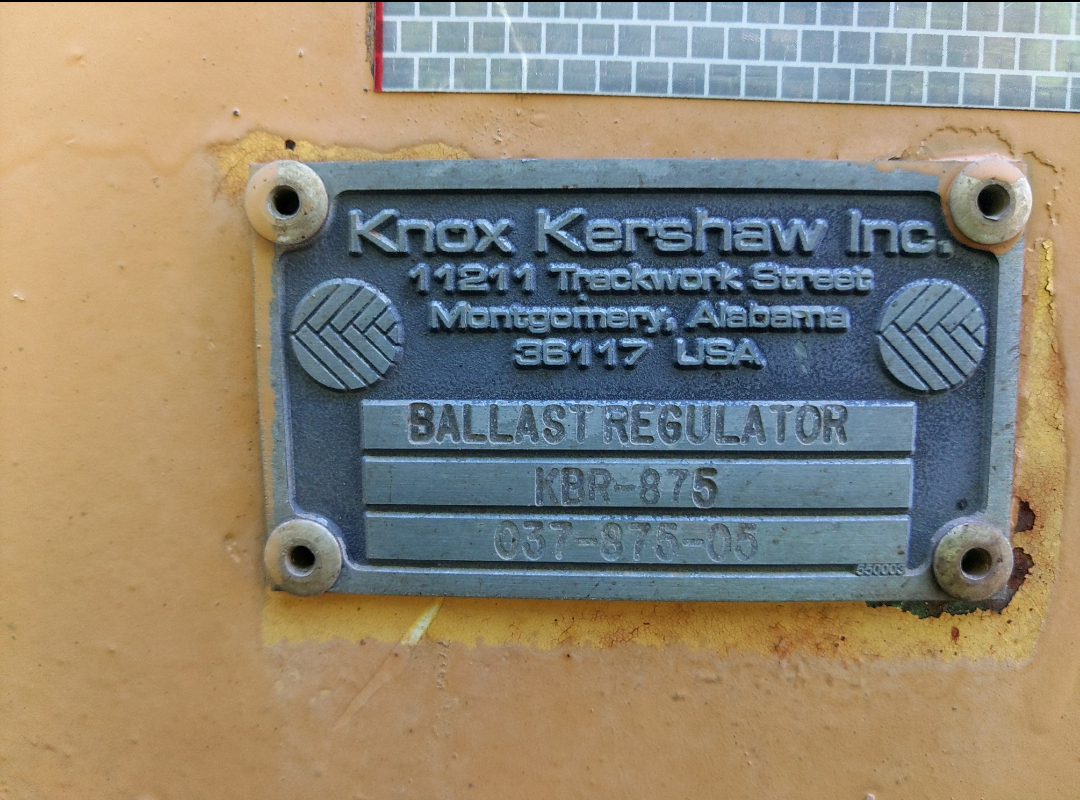 Knox Kershaw Inc.
11211 Trackwork Street
Montgomery, Alabama
36117 USA
BALLAST REGULATOR
KBR-875
037-875-05
550003